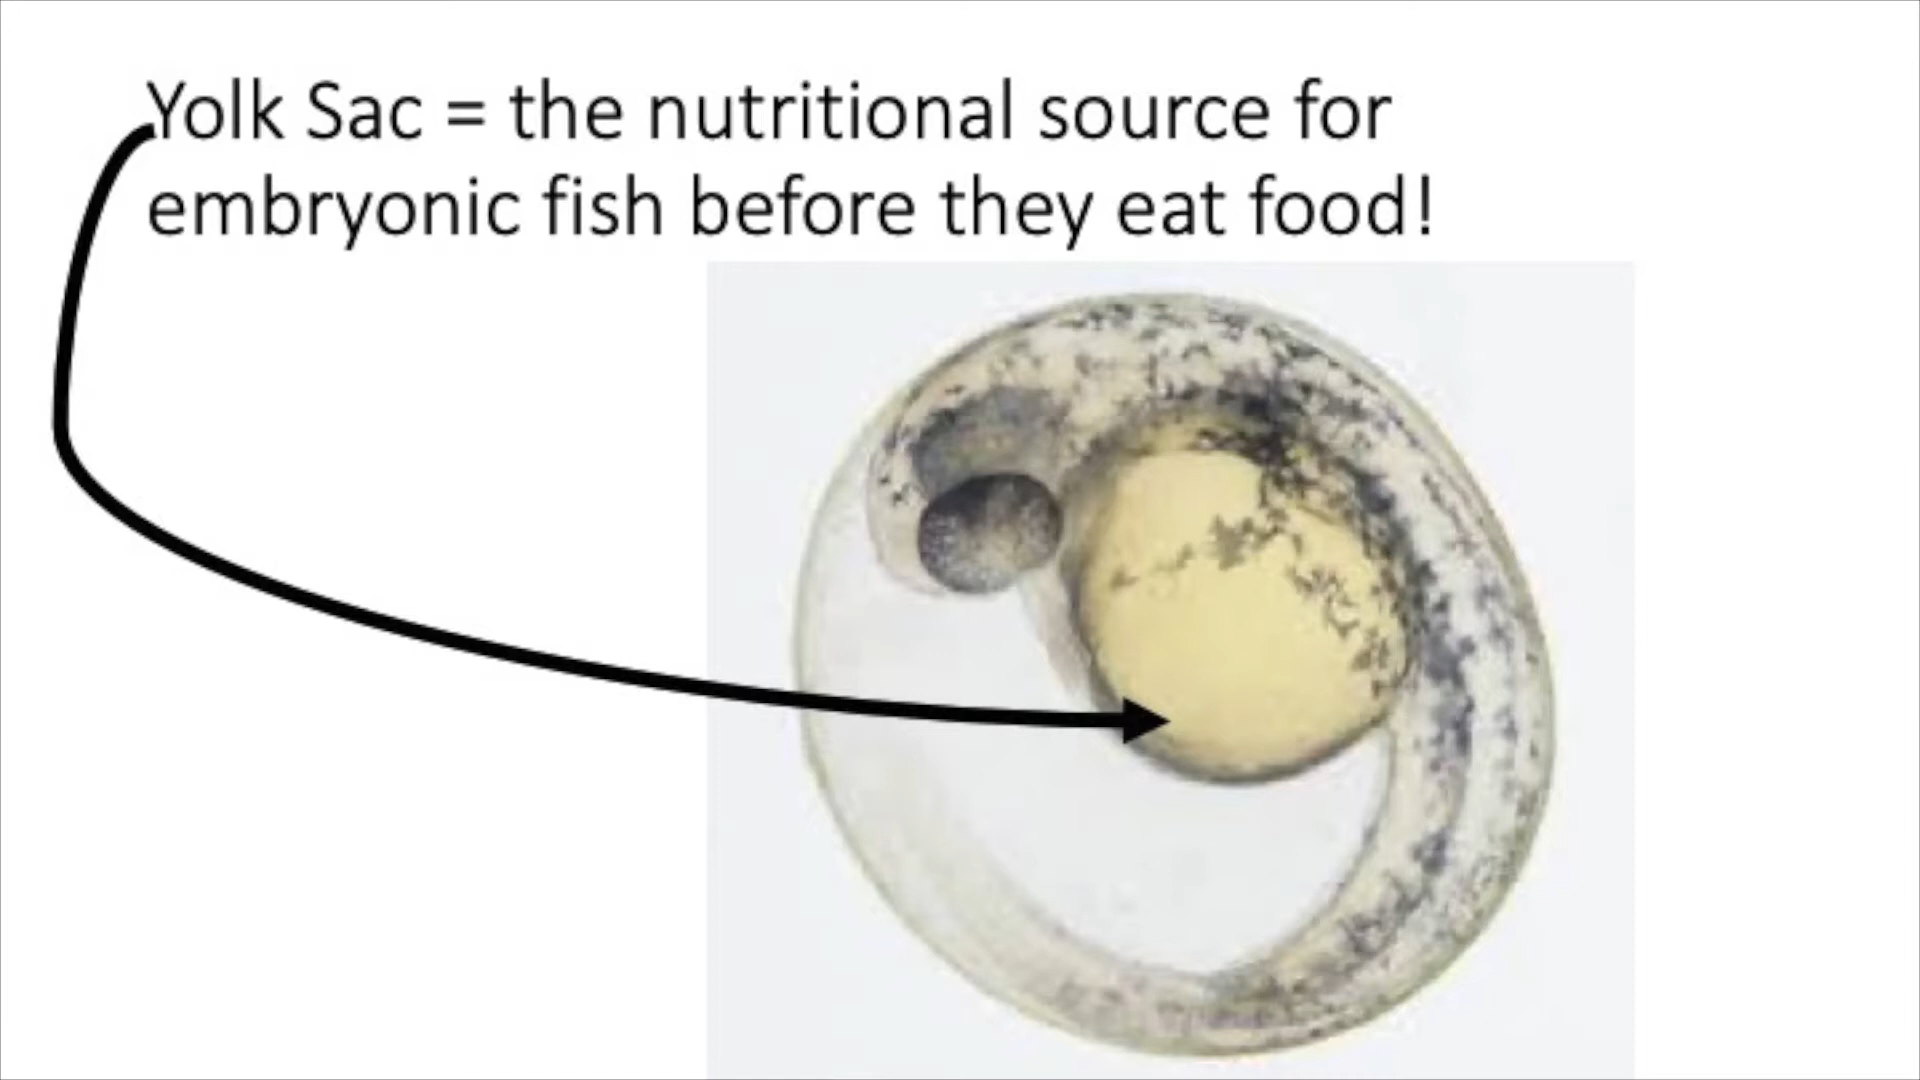 Yolk Sac = the nutritional source for
embryonic fish before they eat food!